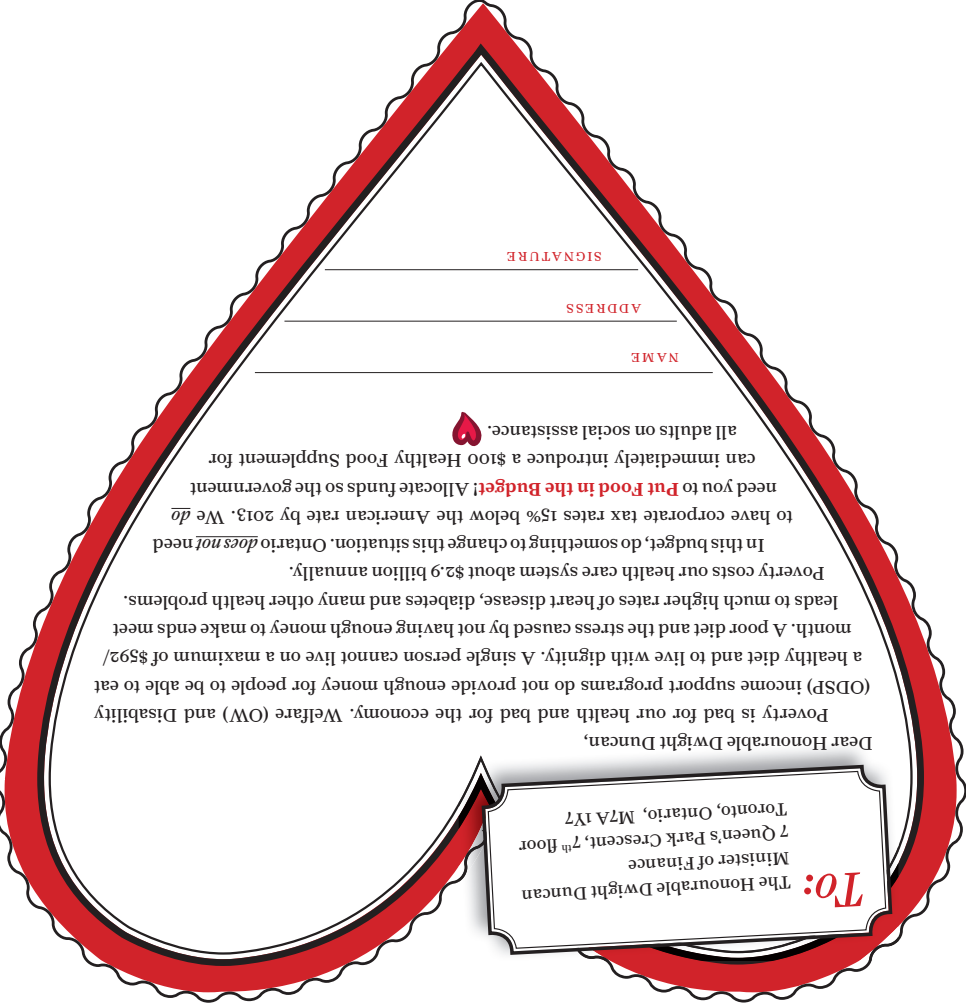 To:
The Honourable Dwight Duncan
Minister of Finance
7 Queen's Park Crescent, 7th floor
Toronto, Ontario, M7A 1Y7
Dear Honourable Dwight Duncan,
Poverty is bad for our health and bad for the economy. Welfare (OW) and Disability
(ODSP) income support programs do not provide enough money for people to be able to eat
a healthy diet and to live with dignity. A single person cannot live on a maximum of $592/
month. A poor diet and the stress caused by not having enough money to make ends meet
leads to much higher rates of heart disease, diabetes and many other health problems.
Poverty costs our health care system about $2.9 billion annually.
In this budget, do something to change this situation. Ontario does not need
to have corporate tax rates 15% below the American rate by 2013. We do
need you to Put Food in the Budget! Allocate funds so the government
can immediately introduce a $100 Healthy Food Supplement for
all adults on social assistance.
NAME
ADDRESS
SIGNATURE